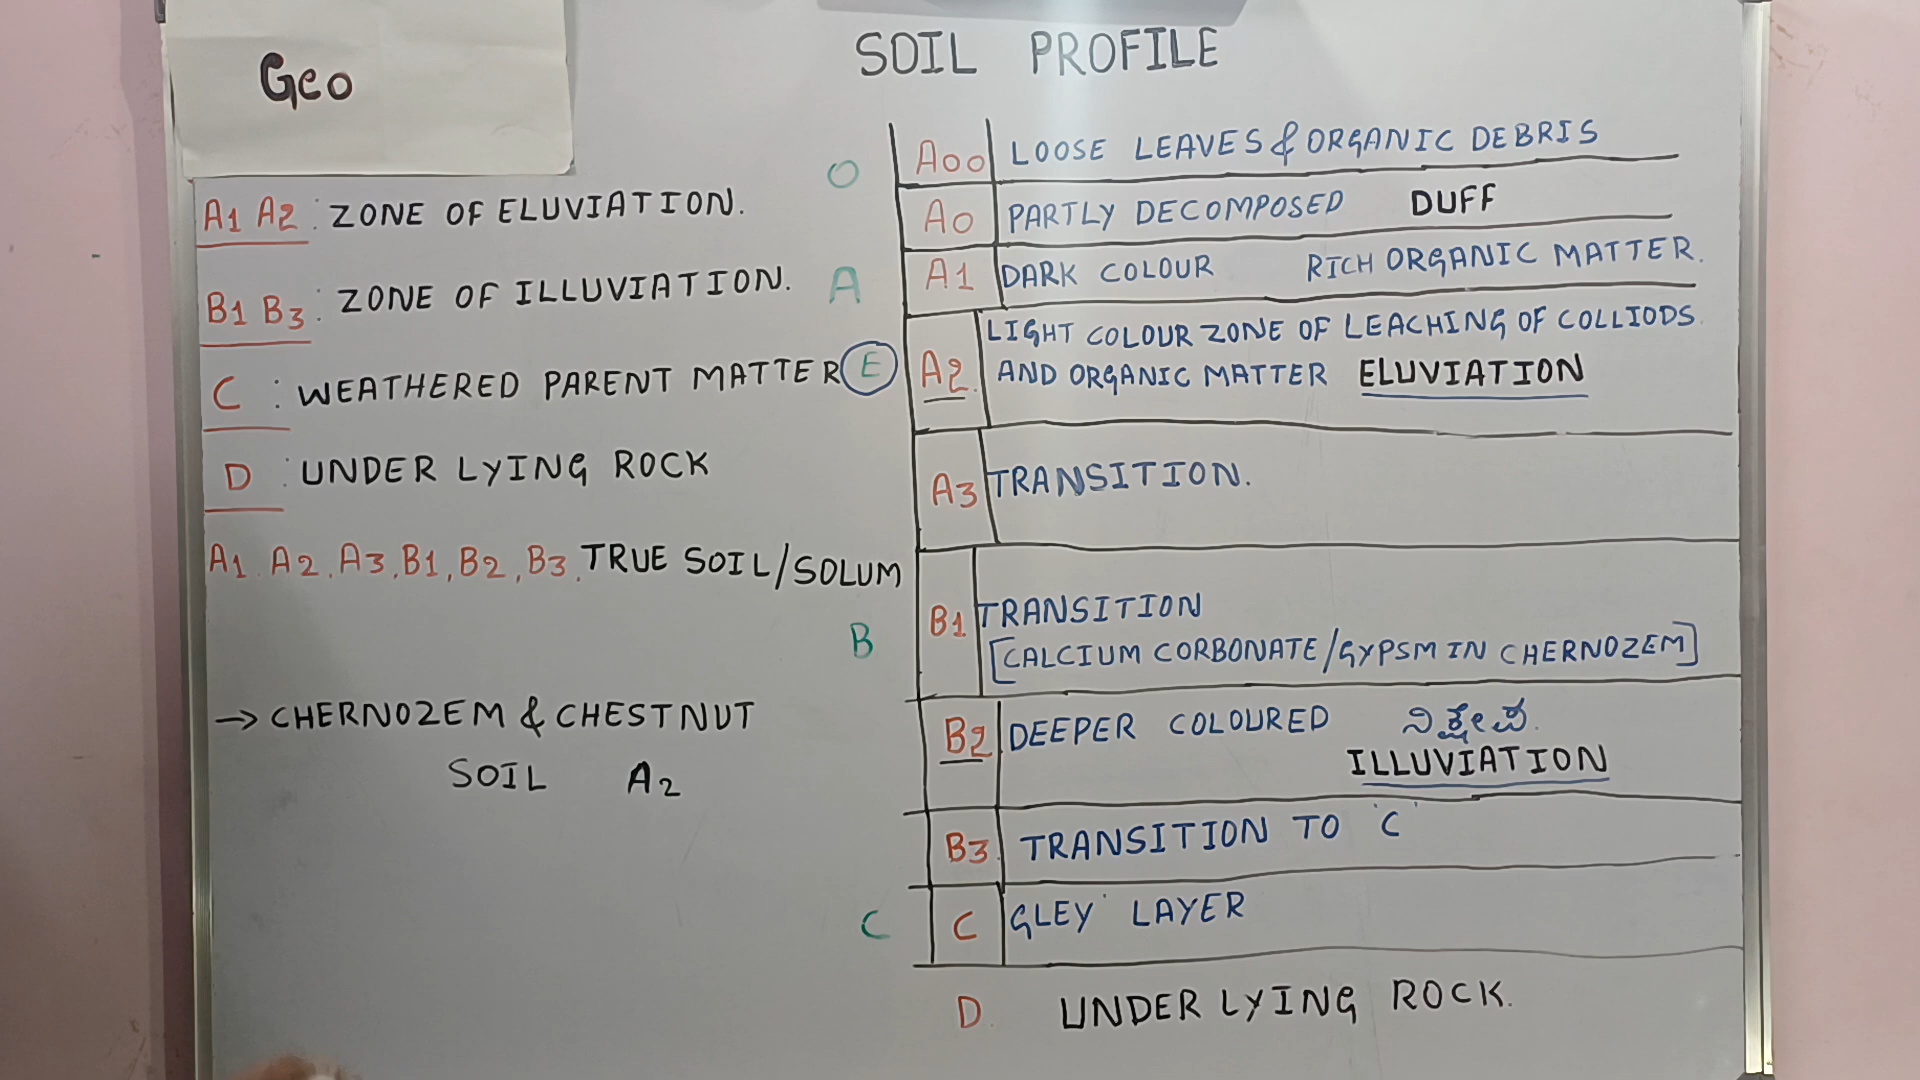 Geo
SOIL PROFILE
A1 A2 : ZONE OF ELUVIATION.
B1 B3 : ZONE OF ILLUVIATION.
C : WEATHERED PARENT MATTER
D : UNDER LYING ROCK
A1. A2. A3. B1, B2, B3. TRUE SOIL/SOLUM
→ CHERNOZEM & CHESTNUT
SOIL A2
O
A
E
B
C
A00 LOOSE LEAVES & ORGANIC DEBRIS
A0 PARTLY DECOMPOSED DUFF
A1 DARK COLOUR RICH ORGANIC MATTER.
A2. LIGHT COLOUR ZONE OF LEACHING OF COLLIODS
AND ORGANIC MATTER ELUVIATION
A3 TRANSITION.
B1 TRANSITION
[CALCIUM CORBONATE/GYPSM IN CHERNOZEM]
B2 DEEPER COLOURED ನಿಕ್ಷೇಪ.
ILLUVIATION
B3. TRANSITION TO 'C'
C GLEY LAYER
D. UNDER LYING ROCK.